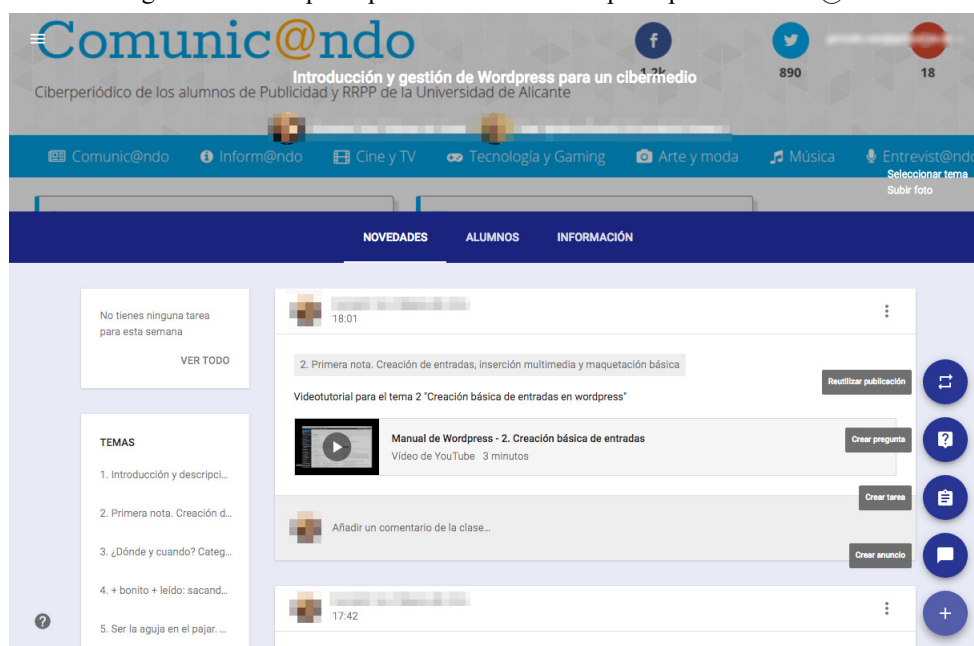 Comunic@ndo
1.2k
890
18
Introducción y gestión de Wordpress para un cibermedio
Ciberperiódico de los alumnos de Publicidad y RRPP de la Universidad de Alicante
Comunic@ndo Inform@ndo Cine y TV Tecnología y Gaming Arte y moda Música Entrevist@ndo
Seleccionar tema
Subir foto
NOVEDADES ALUMNOS INFORMACIÓN
No tienes ninguna tarea
para esta semana
VER TODO
TEMAS
1. Introducción y descripci...
2. Primera nota. Creación d...
3. ¿Dónde y cuando? Categ...
4. + bonito + leído: sacand...
5. Ser la aguja en el pajar. ...
18:01
2. Primera nota. Creación de entradas, inserción multimedia y maquetación básica
Videotutorial para el tema 2 "Creación básica de entradas en wordpress"
Manual de Wordpress - 2. Creación básica de entradas
Vídeo de YouTube 3 minutos
Añadir un comentario de la clase...
17:42
Reutilizar publicación
Crear pregunta
Crear tarea
Crear anuncio